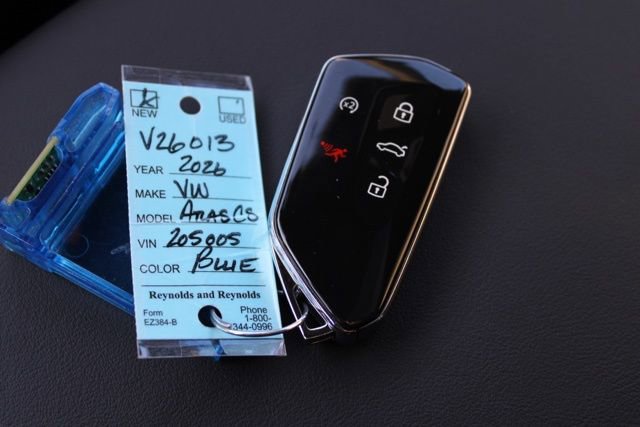 NEW USED
V26013
YEAR 2026
MAKE VW
MODEL ATLAS CS
VIN 205005
COLOR BLUE
Reynolds and Reynolds
Form Phone
EZ384-B 1-800-
344-0996
x2